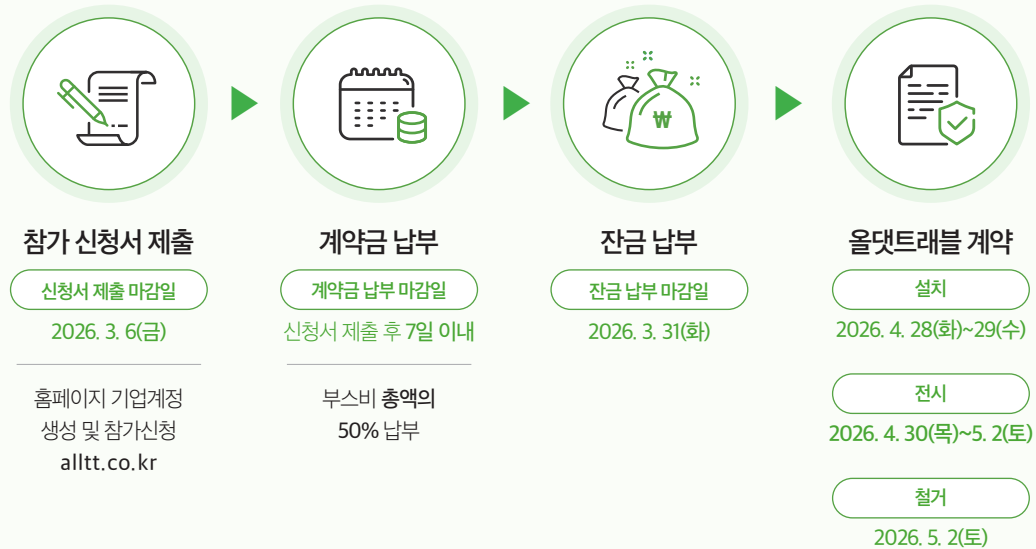 참가 신청서 제출
신청서 제출 마감일
2026. 3. 6(금)
홈페이지 기업계정
생성 및 참가신청
alltt.co.kr
계약금 납부
계약금 납부 마감일
신청서 제출 후 7일 이내
부스비 총액의
50% 납부
₩
잔금 납부
잔금 납부 마감일
2026. 3. 31(화)
올댓트래블 계약
설치
2026. 4. 28(화)~29(수)
전시
2026. 4. 30(목)~5. 2(토)
철거
2026. 5. 2(토)